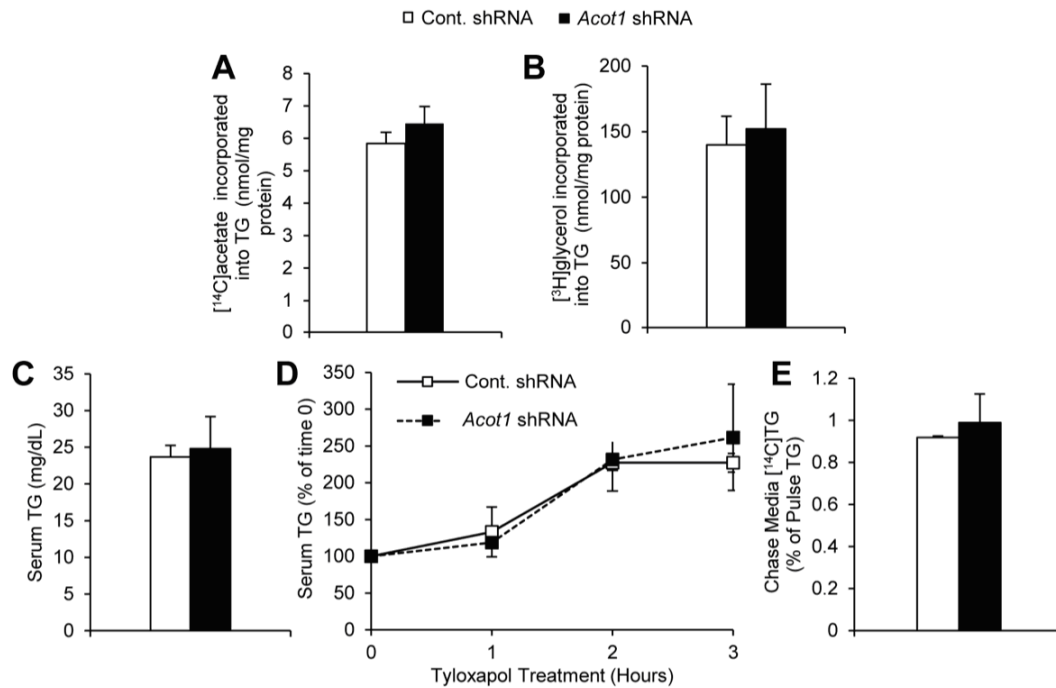 Cont. shRNA Acot1 shRNA
A
[¹⁴C]acetate incorporated
into TG (nmol/mg
protein)
8
7
6
5
4
3
2
1
0
B
[³H]glycerol incorporated
into TG (nmol/mg protein)
200
150
100
50
0
C
Serum TG (mg/dL)
35
30
25
20
15
10
5
0
D
Serum TG (% of time 0)
350
300
250
200
150
100
50
0
Cont. shRNA
Acot1 shRNA
0 1 2 3
Tyloxapol Treatment (Hours)
E
Chase Media [¹⁴C]TG
(% of Pulse TG)
1.2
1
0.8
0.6
0.4
0.2
0